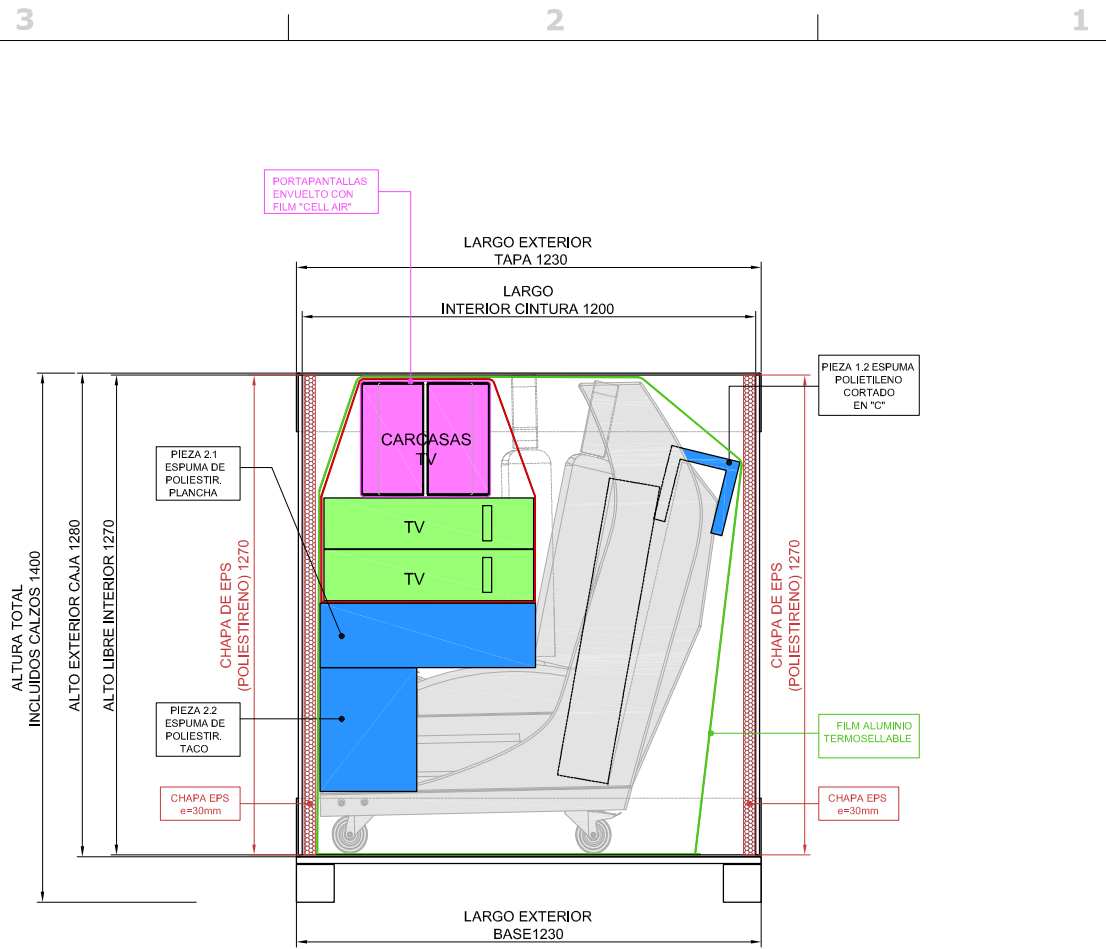 3
2
1
PORTAPANTALLAS
ENVUELTO CON
FILM "CELL AIR"
LARGO EXTERIOR
TAPA 1230
LARGO
INTERIOR CINTURA 1200
PIEZA 1.2 ESPUMA
POLIETILENO
CORTADO
EN "C"
CARCASAS
TV
PIEZA 2.1
ESPUMA DE
POLIESTIR.
PLANCHA
TV
TV
ALTURA TOTAL
INCLUIDOS CALZOS 1400
ALTO EXTERIOR CAJA 1280
ALTO LIBRE INTERIOR 1270
CHAPA DE EPS
(POLIESTIRENO) 1270
CHAPA DE EPS
(POLIESTIRENO) 1270
PIEZA 2.2
ESPUMA DE
POLIESTIR.
TACO
FILM ALUMINIO
TERMOSELLABLE
CHAPA EPS
e=30mm
CHAPA EPS
e=30mm
LARGO EXTERIOR
BASE1230